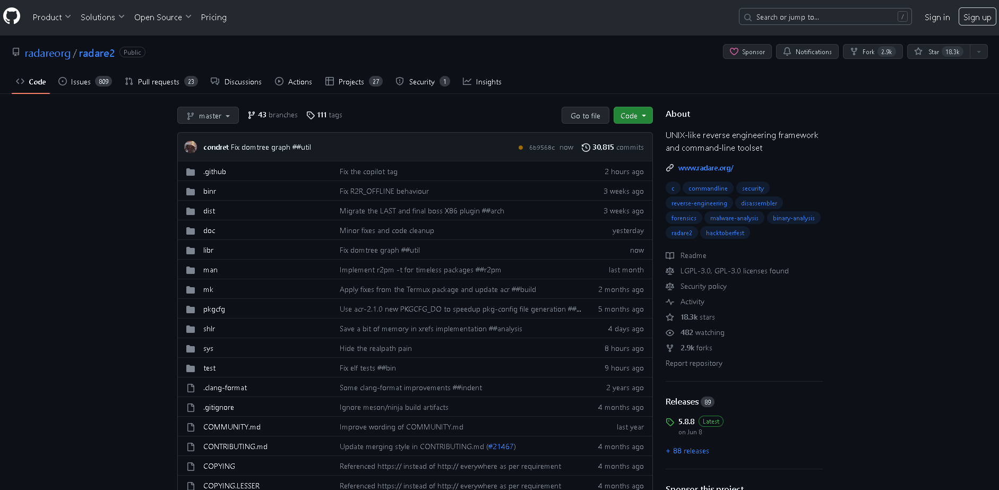 Product Solutions Open Source Pricing Search or jump to... / Sign in Sign up
radareorg / radare2 Public Sponsor Notifications Fork 2.9k Star 18.3k
Code Issues 809 Pull requests 23 Discussions Actions Projects 27 Security 1 Insights
master 43 branches 111 tags Go to file Code
condret Fix domtree graph ##util 6b9568c now 30,815 commits
.github Fix the copilot tag 2 hours ago
binr Fix R2R_OFFLINE behaviour 3 weeks ago
dist Migrate the LAST and final boss X86 plugin ##arch 3 weeks ago
doc Minor fixes and code cleanup yesterday
libr Fix domtree graph ##util now
man Implement r2pm -t for timeless packages ##r2pm last month
mk Apply fixes from the Termux package and update acr ##build 2 months ago
pkgcfg Use acr-2.1.0 new PKGCFG_DO to speedup pkg-config file generation ##... 5 months ago
shlr Save a bit of memory in xrefs implementation ##analysis 4 days ago
sys Hide the realpath pain 8 hours ago
test Fix elf tests ##bin 9 hours ago
.clang-format Some clang-format improvements ##indent 2 years ago
.gitignore Ignore meson/ninja build artifacts 4 months ago
COMMUNITY.md Improve wording of COMMUNITY.md last year
CONTRIBUTING.md Update merging style in CONTRIBUTING.md (#21467) 4 months ago
COPYING Referenced https:// instead of http:// everywhere as per requirement 4 months ago
COPYING.LESSER Referenced https:// instead of http:// everywhere as per requirement 4 months ago
About
UNIX-like reverse engineering framework
and command-line toolset
www.radare.org/
c commandline security
reverse-engineering disassembler
forensics malware-analysis binary-analysis
radare2 hacktoberfest
Readme
LGPL-3.0, GPL-3.0 licenses found
Security policy
Activity
18.3k stars
482 watching
2.9k forks
Report repository
Releases 89
5.8.8 Latest
on Jun 8
+ 88 releases
Sponsor this project